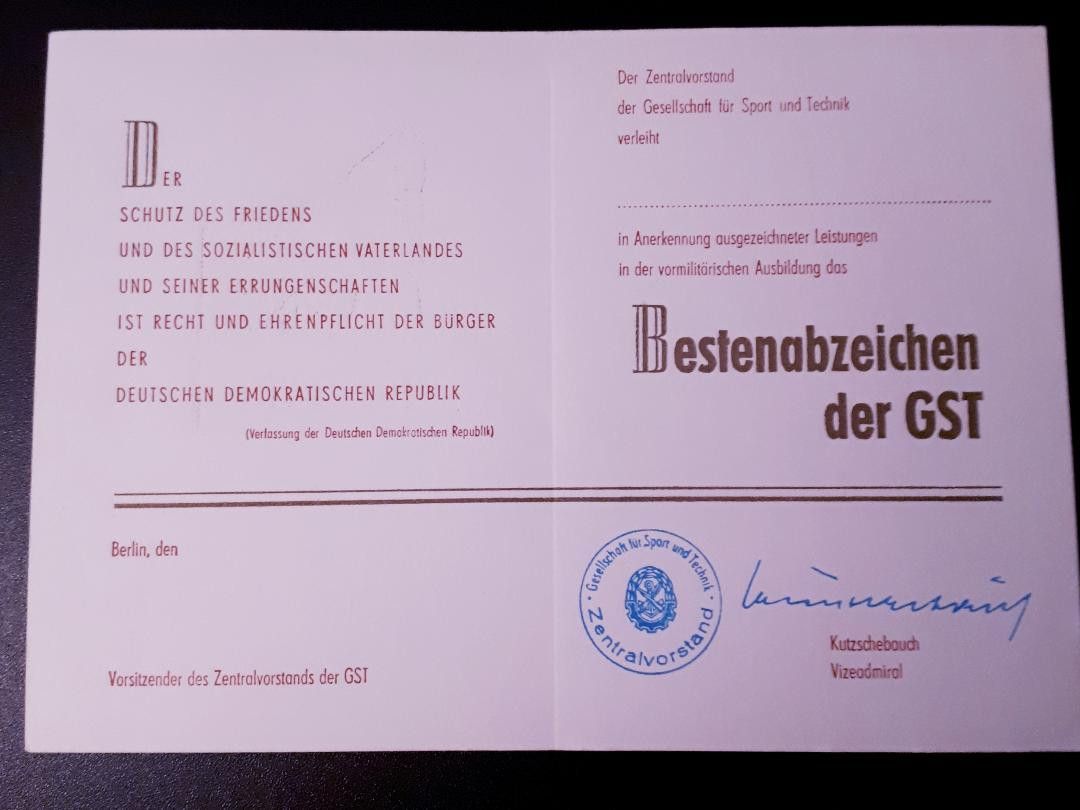 DER
SCHUTZ DES FRIEDENS
UND DES SOZIALISTISCHEN VATERLANDES
UND SEINER ERRUNGENSCHAFTEN
IST RECHT UND EHRENPFLICHT DER BÜRGER
DER
DEUTSCHEN DEMOKRATISCHEN REPUBLIK
(Verfassung der Deutschen Demokratischen Republik)
Berlin, den
Vorsitzender des Zentralvorstands der GST
Der Zentralvorstand
der Gesellschaft für Sport und Technik
verleiht
in Anerkennung ausgezeichneter Leistungen
in der vormilitärischen Ausbildung das
Bestenabzeichen
der GST
Gesellschaft für Sport und Technik
Zentralvorstand
Kutzschebauch
Vizeadmiral